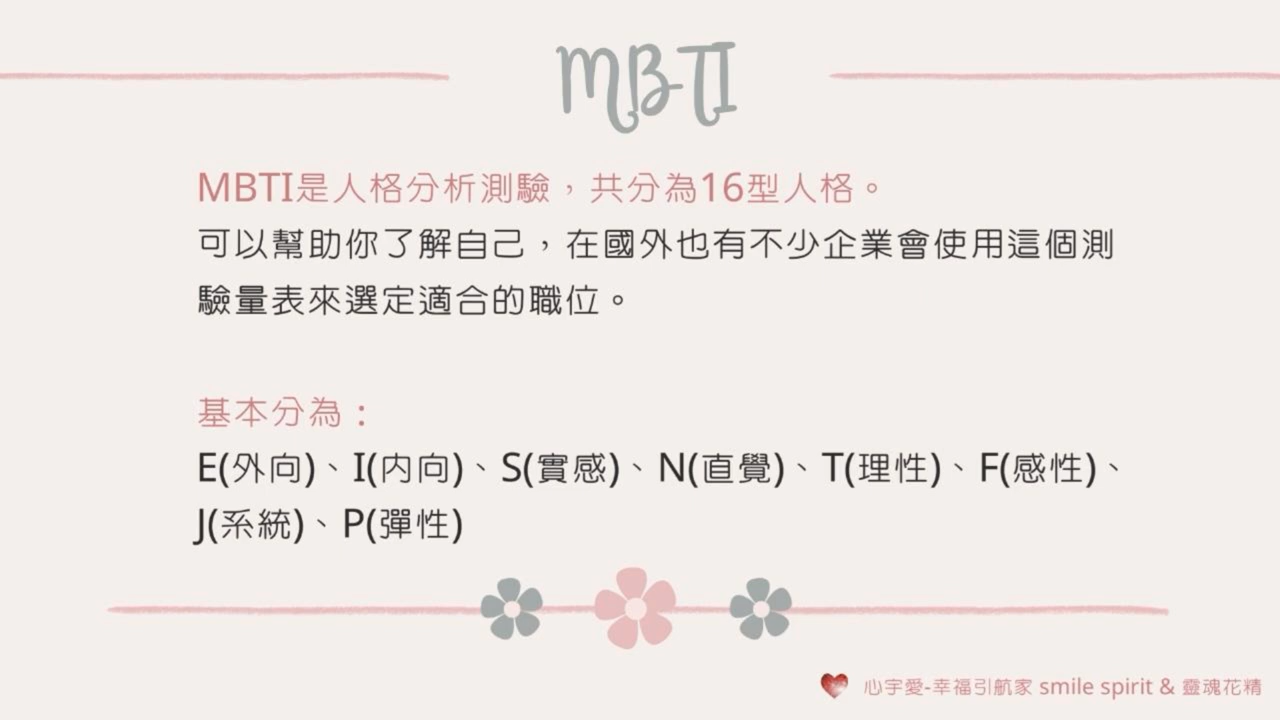 MBTI
MBTI是人格分析測驗，共分為16型人格。
可以幫助你了解自己，在國外也有不少企業會使用這個測
驗量表來選定適合的職位。
基本分為：
E(外向)、I(內向)、S(實感)、N(直覺)、T(理性)、F(感性)、
J(系統)、P(彈性)
心宇愛-幸福引航家 smile spirit & 靈魂花精